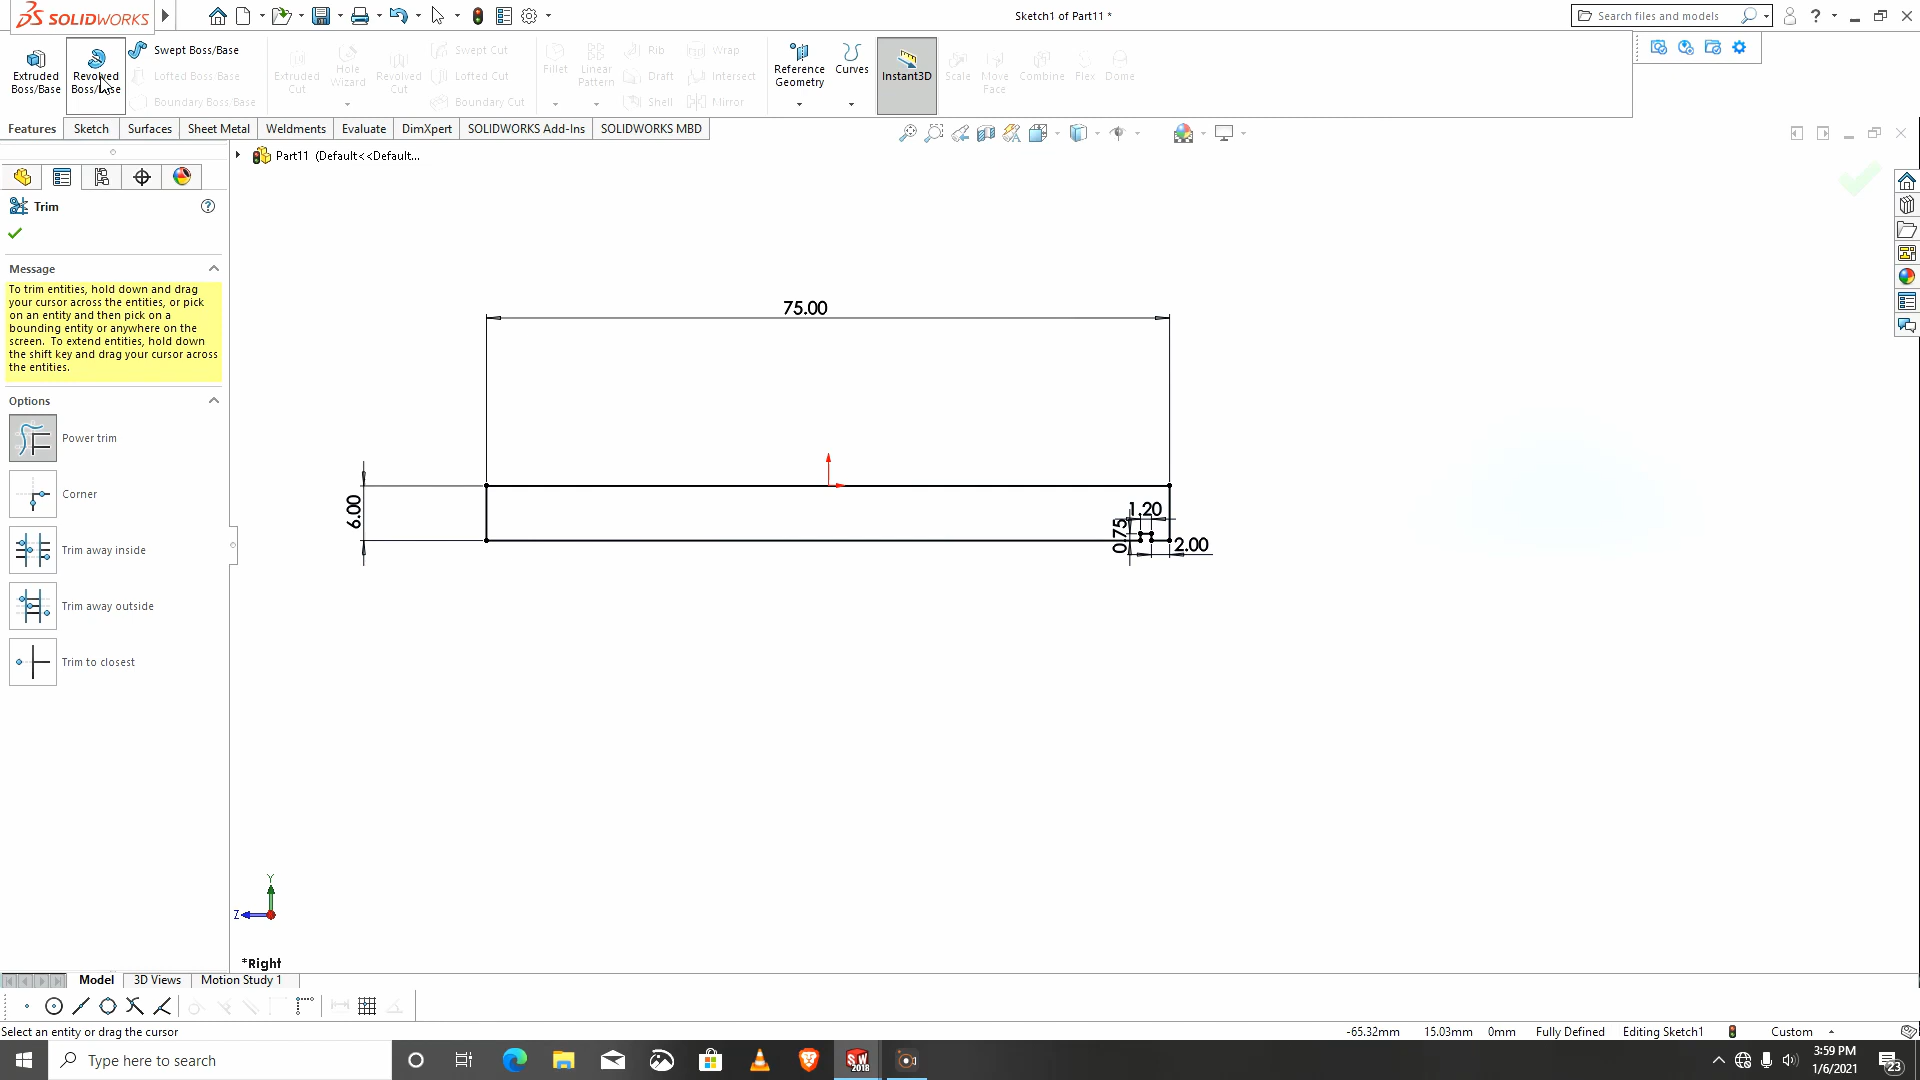 SOLIDWORKS
Sketch1 of Part11 *
Search files and models
?
Extruded Boss/Base
Revolved Boss/Base
Swept Boss/Base
Lofted Boss/Base
Boundary Boss/Base
Extruded Cut
Hole Wizard
Revolved Cut
Swept Cut
Lofted Cut
Boundary Cut
Fillet
Linear Pattern
Rib
Draft
Shell
Wrap
Intersect
Mirror
Reference Geometry
Curves
Instant3D
Scale
Move Face
Combine
Flex
Dome
Features
Sketch
Surfaces
Sheet Metal
Weldments
Evaluate
DimXpert
SOLIDWORKS Add-Ins
SOLIDWORKS MBD
Part11 (Default<<Default...
Trim
?
Message
To trim entities, hold down and drag
your cursor across the entities, or pick
on an entity and then pick on a
bounding entity or anywhere on the
screen. To extend entities, hold down
the shift key and drag your cursor across
the entities.
Options
Power trim
Corner
Trim away inside
Trim away outside
Trim to closest
75.00
6.00
1.20
0.75
2.00
Y
Z
*Right
Model
3D Views
Motion Study 1
Select an entity or drag the cursor
-65.32mm
15.03mm
0mm
Fully Defined
Editing Sketch1
Custom
Type here to search
SW
2018
3:59 PM
1/6/2021
23